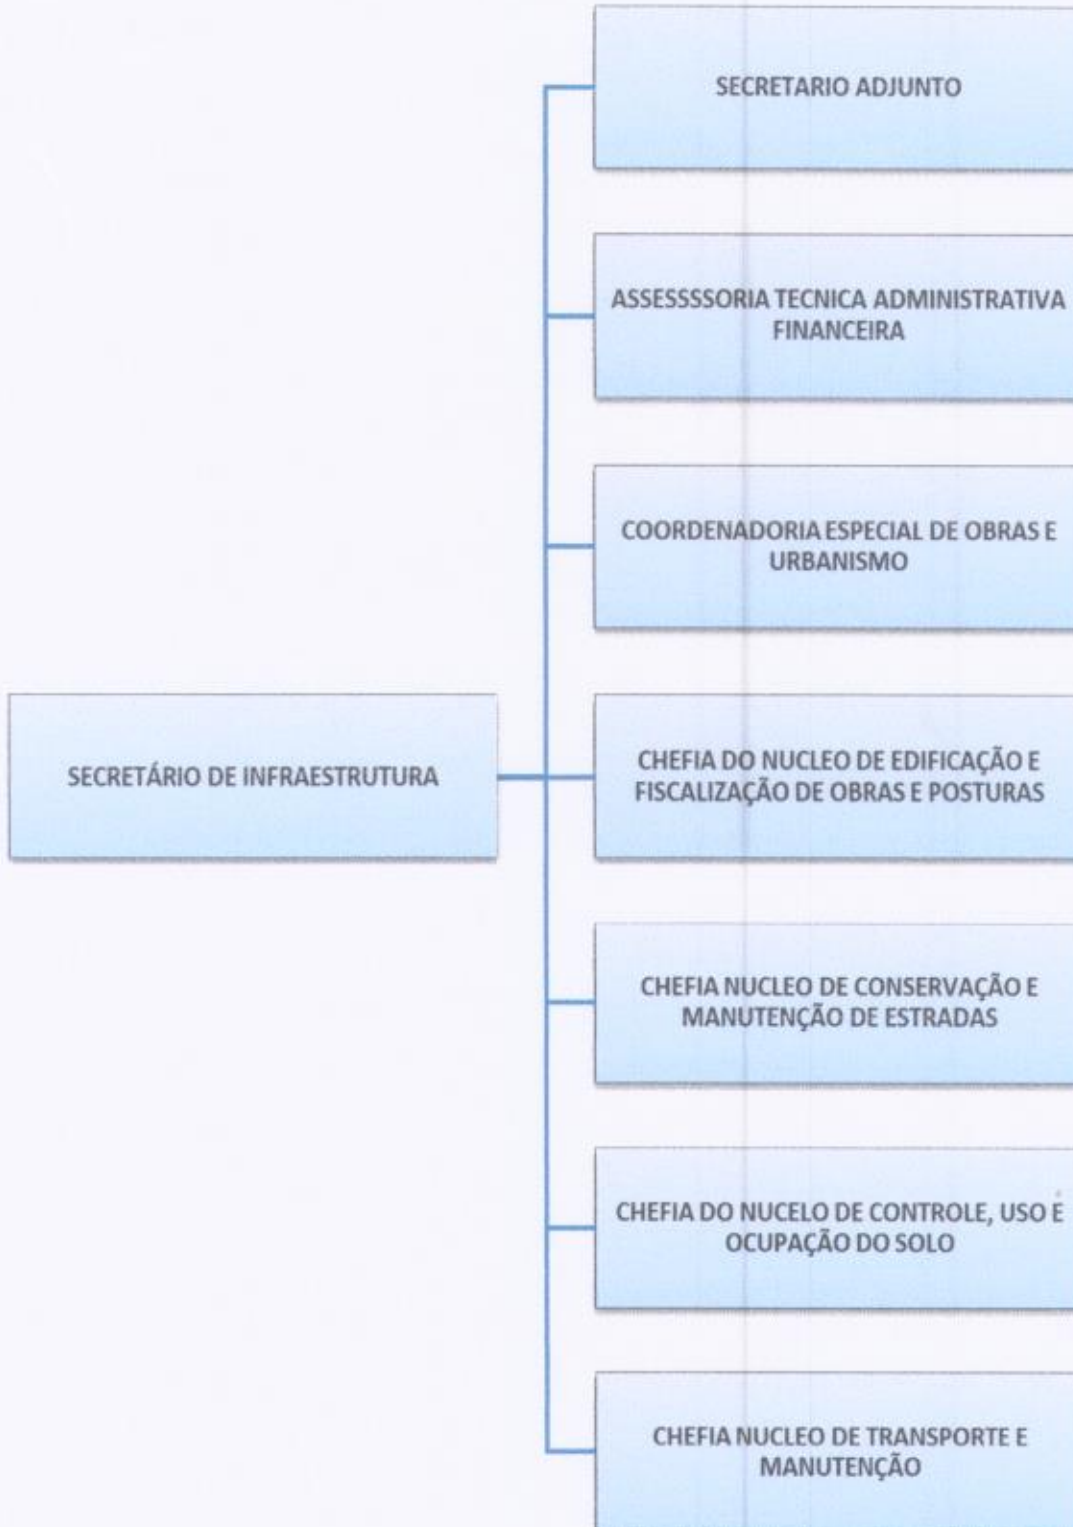 SECRETARIO ADJUNTO
ASSESSSSORIA TECNICA ADMINISTRATIVA
FINANCEIRA
COORDENADORIA ESPECIAL DE OBRAS E
URBANISMO
SECRETÁRIO DE INFRAESTRUTURA
CHEFIA DO NUCLEO DE EDIFICAÇÃO E
FISCALIZAÇÃO DE OBRAS E POSTURAS
CHEFIA NUCLEO DE CONSERVAÇÃO E
MANUTENÇÃO DE ESTRADAS
CHEFIA DO NUCELO DE CONTROLE, USO E
OCUPAÇÃO DO SOLO
CHEFIA NUCLEO DE TRANSPORTE E
MANUTENÇÃO